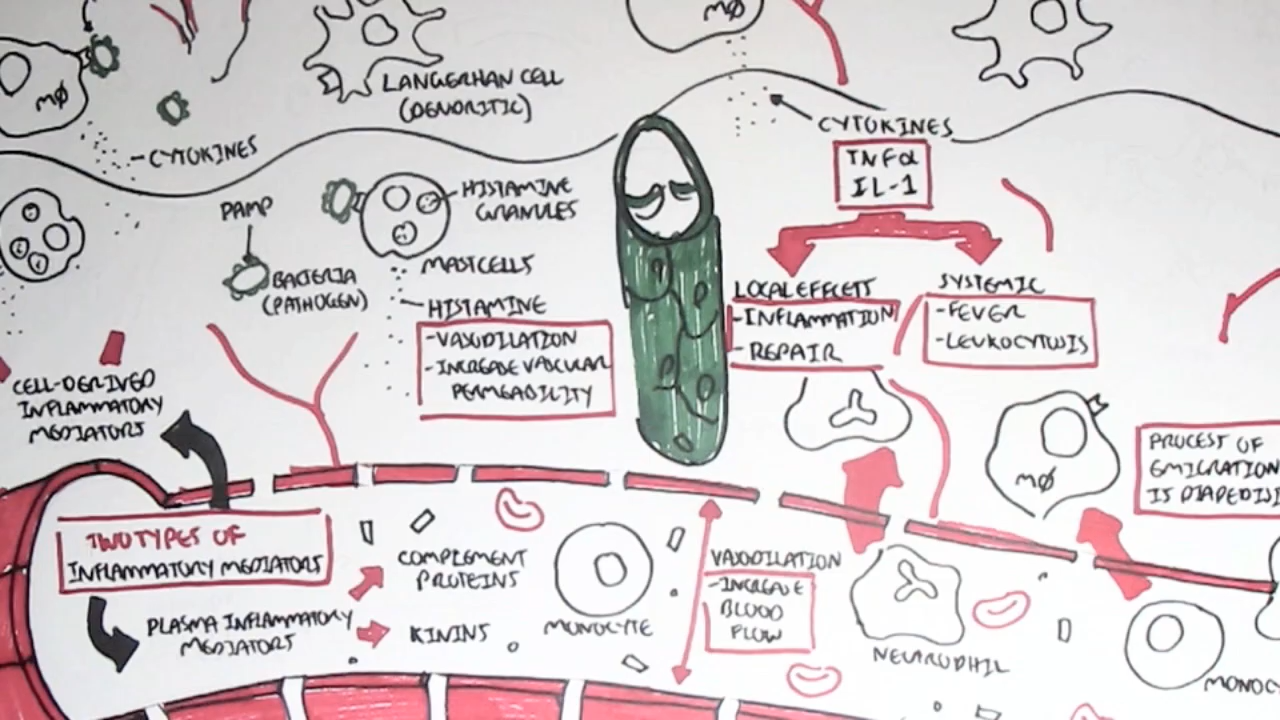 MØ
LANGERHAN CELL
(DENDRITIC)
CYTOKINES
MØ
CYTOKINES
TNFα
IL-1
PAMP
BACTERIA
(PATHOGEN)
HISTAMINE
GRANULES
MASTCELLS
HISTAMINE
-VASODILATION
-INCREASE VASCULAR
PERMEABILITY
LOCAL EFFECTS
-INFLAMMATION
-REPAIR
SYSTEMIC
-FEVER
-LEUKOCYTOSIS
CELL-DERIVED
INFLAMMATORY
MEDIATORS
MØ
PROCESS OF
EMIGRATION
IS DIAPEDESI
TWO TYPES OF
INFLAMMATORY MEDIATORS
PLASMA INFLAMMATORY
MEDIATORS
COMPLEMENT
PROTEINS
KININS
MONOCYTE
VASODILATION
-INCREASE
BLOOD
FLOW
NEUTROPHIL
MONOC